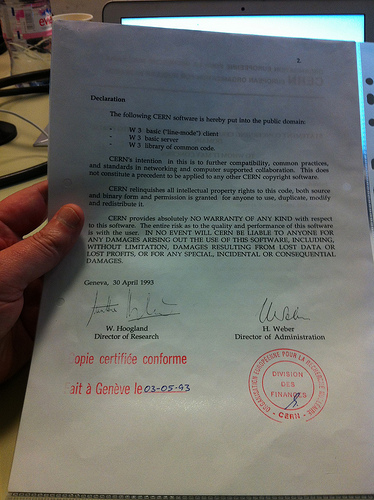 2
Declaration
The following CERN software is hereby put into the public domain:
- W 3 basic ("line-mode") client
- W 3 basic server
- W 3 library of common code.
CERN's intention in this is to further compatibility, common practices,
and standards in networking and computer supported collaboration. This does
not constitute a precedent to be applied to any other CERN copyright software.
CERN relinquishes all intellectual property rights to this code, both source
and binary form and permission is granted for anyone to use, duplicate, modify
and redistribute it.
CERN provides absolutely NO WARRANTY OF ANY KIND with respect
to this software. The entire risk as to the quality and performance of this software
is with the user. IN NO EVENT WILL CERN BE LIABLE TO ANYONE FOR
ANY DAMAGES ARISING OUT THE USE OF THIS SOFTWARE, INCLUDING,
WITHOUT LIMITATION, DAMAGES RESULTING FROM LOST DATA OR
LOST PROFITS, OR FOR ANY SPECIAL, INCIDENTAL OR CONSEQUENTIAL
DAMAGES.
Geneva, 30 April 1993
W. Hoogland
Director of Research
H. Weber
Director of Administration
opie certifiée conforme
ait à Genève le 03-05-93
ORGANISATION EUROPÉENNE POUR LA RECHERCHE
DIVISION
DES
FINANCES
CERN